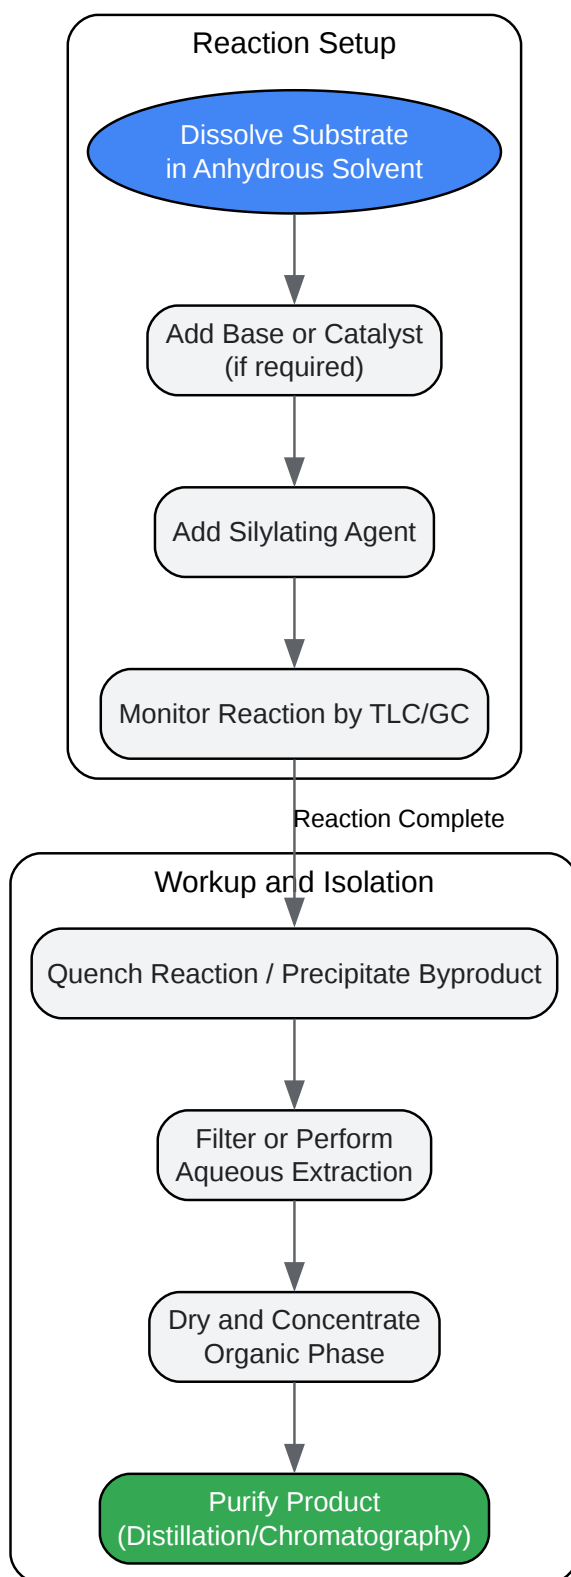 Reaction Setup
Dissolve Substrate
in Anhydrous Solvent
Add Base or Catalyst
(if required)
Add Silylating Agent
Monitor Reaction by TLC/GC
Reaction Complete
Workup and Isolation
Quench Reaction / Precipitate Byproduct
Filter or Perform
Aqueous Extraction
Dry and Concentrate
Organic Phase
Purify Product
(Distillation/Chromatography)